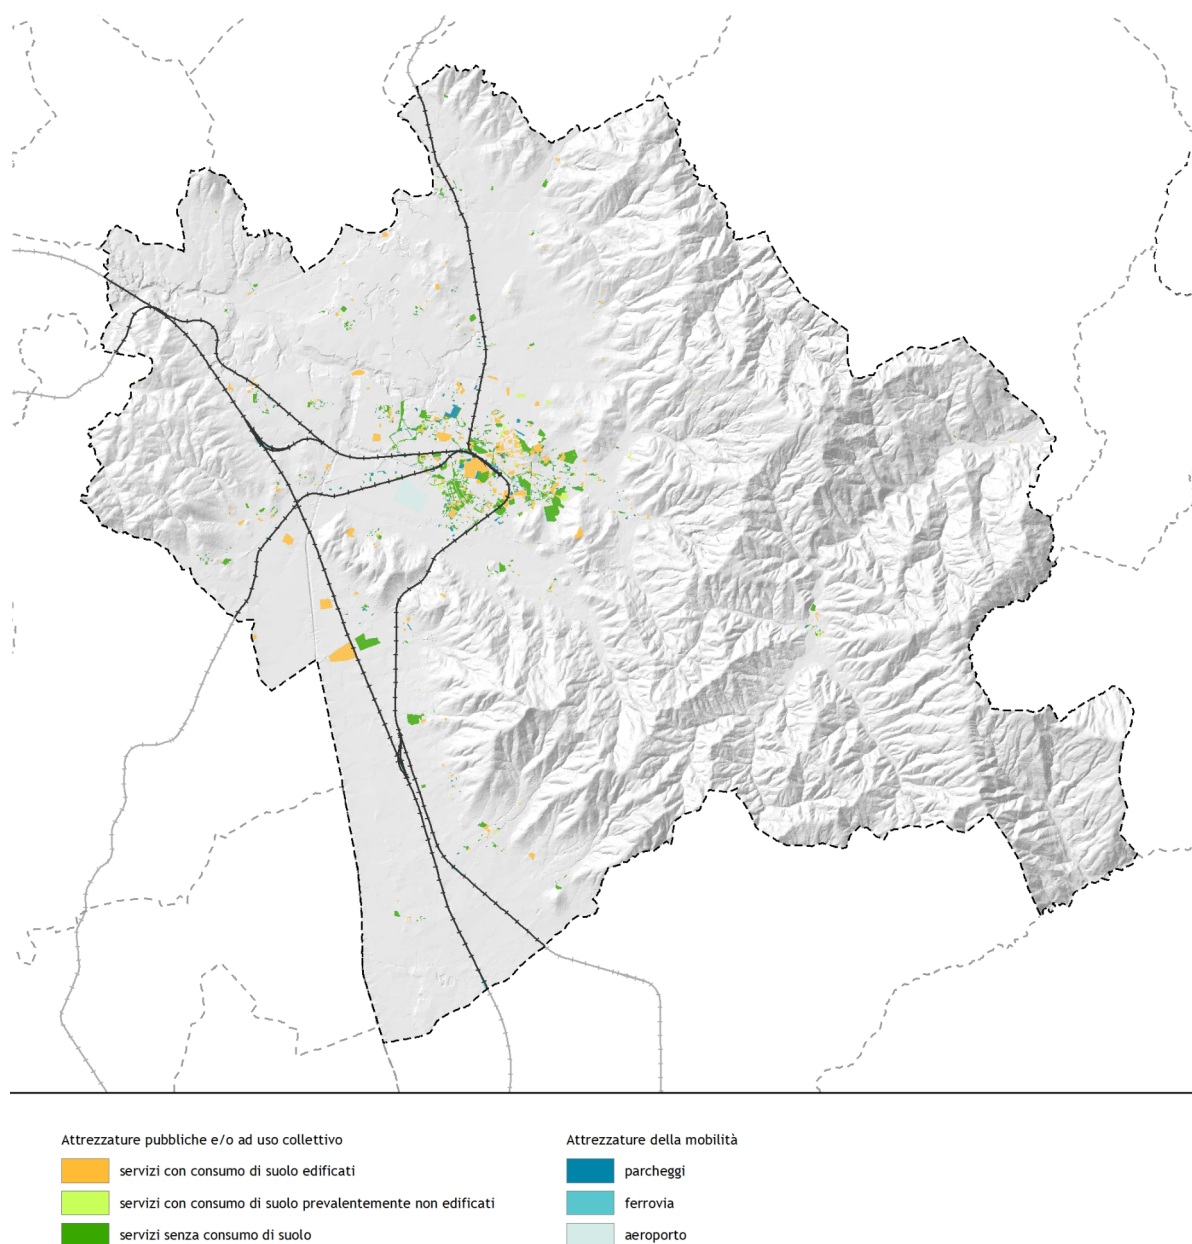 Attrezzature pubbliche e/o ad uso collettivo
servizi con consumo di suolo edificati
servizi con consumo di suolo prevalentemente non edificati
servizi senza consumo di suolo
Attrezzature della mobilità
parcheggi
ferrovia
aeroporto